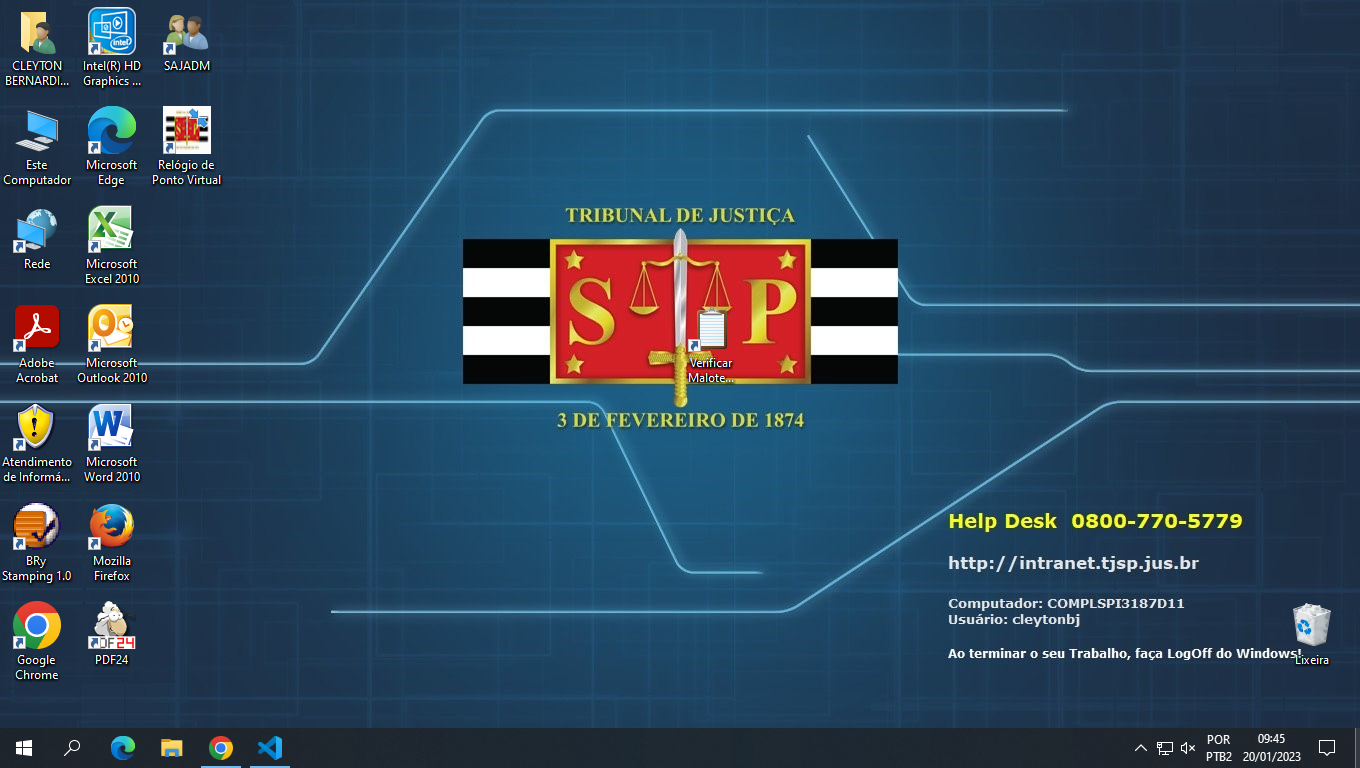 CLEYTON
BERNARDI...
Intel(R) HD
Graphics ...
SAJADM
Este
Computador
Microsoft
Edge
Relógio de
Ponto Virtual
Rede
Microsoft
Excel 2010
Adobe
Acrobat
Microsoft
Outlook 2010
Atendimento
de Informá...
Microsoft
Word 2010
BRy
Stamping 1.0
Mozilla
Firefox
Google
Chrome
PDF24
TRIBUNAL DE JUSTIÇA
S P
Verificar
Malote...
3 DE FEVEREIRO DE 1874
Help Desk 0800-770-5779
http://intranet.tjsp.jus.br
Computador: COMPLSPI3187D11
Usuário: cleytonbj
Ao terminar o seu Trabalho, faça LogOff do Windows!
Lixeira
POR
PTB2
09:45
20/01/2023